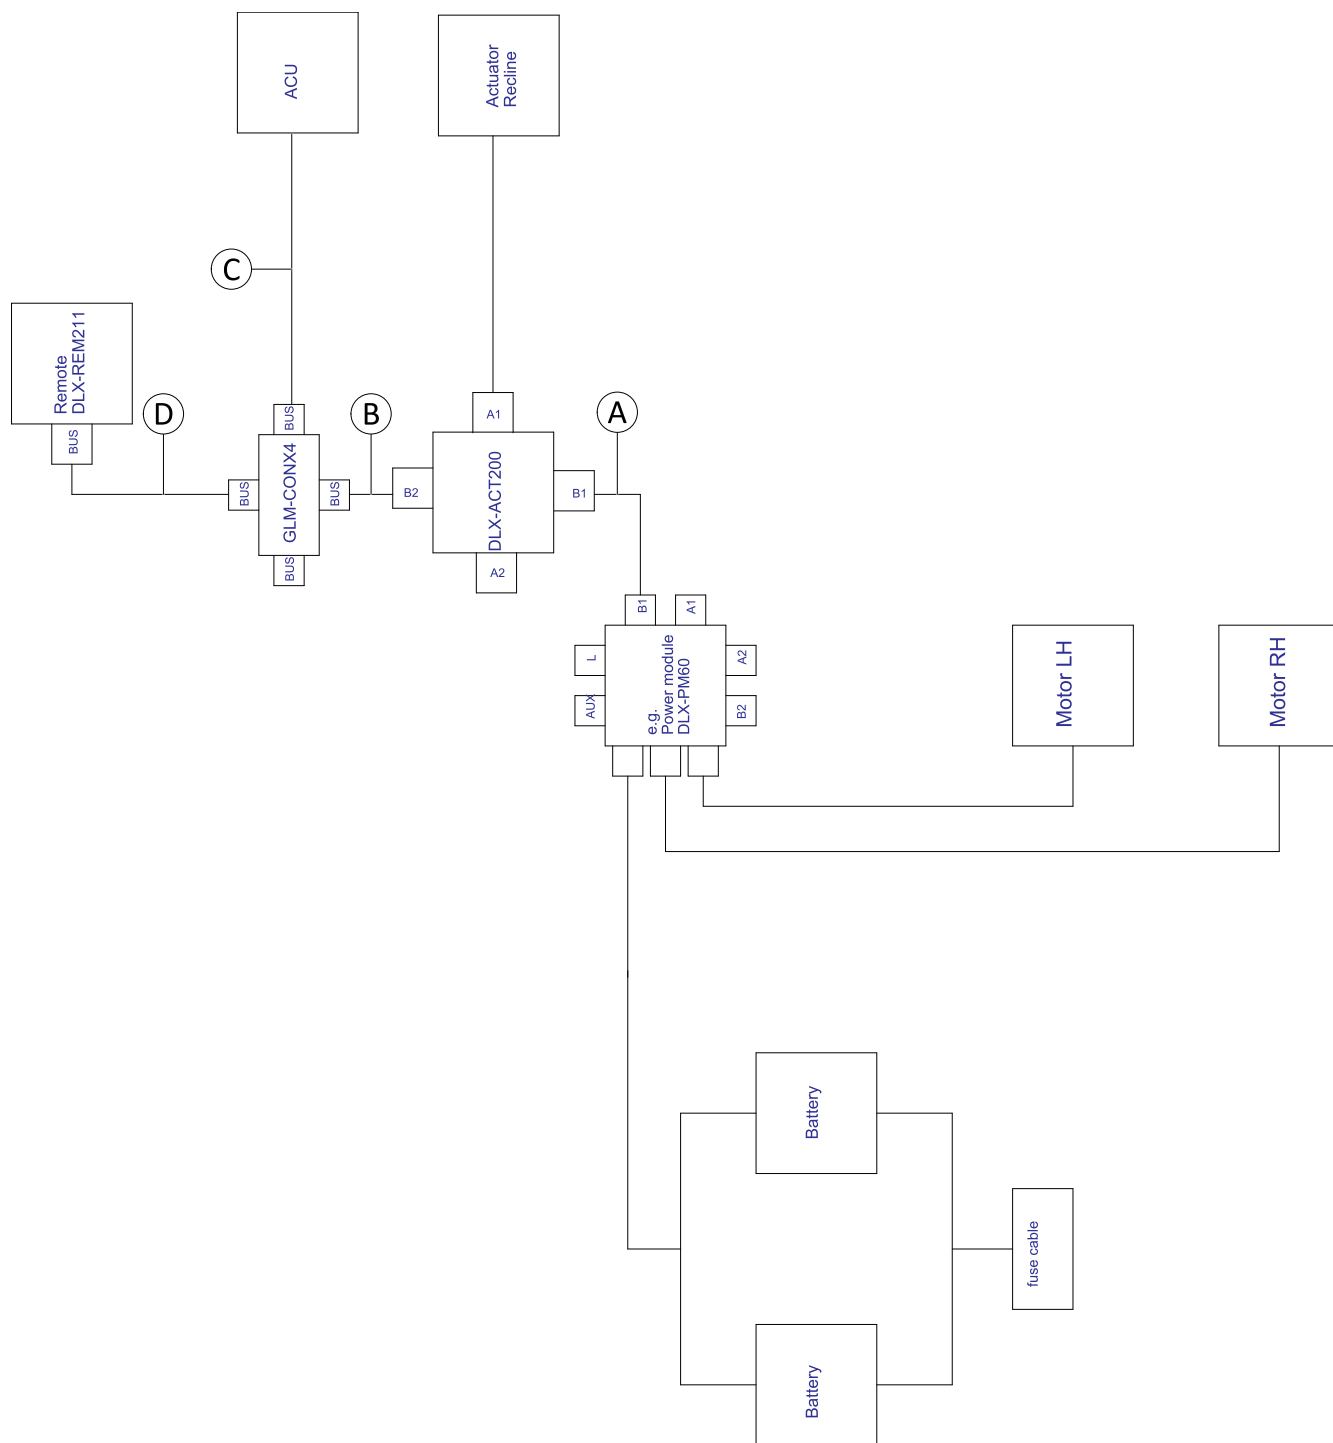 ACU
Actuator
Recline
C
Remote
DLX-REM211
BUS
D
BUS
BUS
GLM-CONX4
BUS
BUS
B
A1
B2
DLX-ACT200
B1
A2
A
B1
A1
L
AUX
e.g.
Power module
DLX-PM60
A2
B2
Motor LH
Motor RH
Battery
fuse cable
Battery